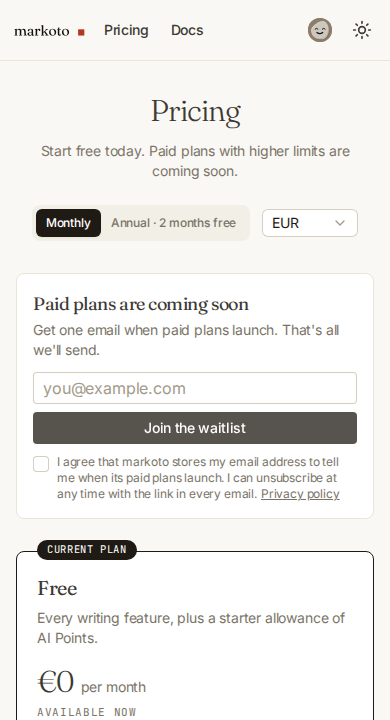 markoto Pricing Docs
Pricing
Start free today. Paid plans with higher limits are
coming soon.
Monthly Annual · 2 months free EUR
Paid plans are coming soon
Get one email when paid plans launch. That's all
we'll send.
you@example.com
Join the waitlist
I agree that markoto stores my email address to tell
me when its paid plans launch. I can unsubscribe at
any time with the link in every email. Privacy policy
CURRENT PLAN
Free
Every writing feature, plus a starter allowance of
AI Points.
€0 per month
AVAILABLE NOW